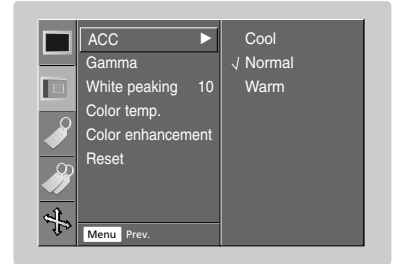 ACC ▶
Gamma
White peaking 10
Color temp.
Color enhancement
Reset
Menu Prev.
Cool
√ Normal
Warm